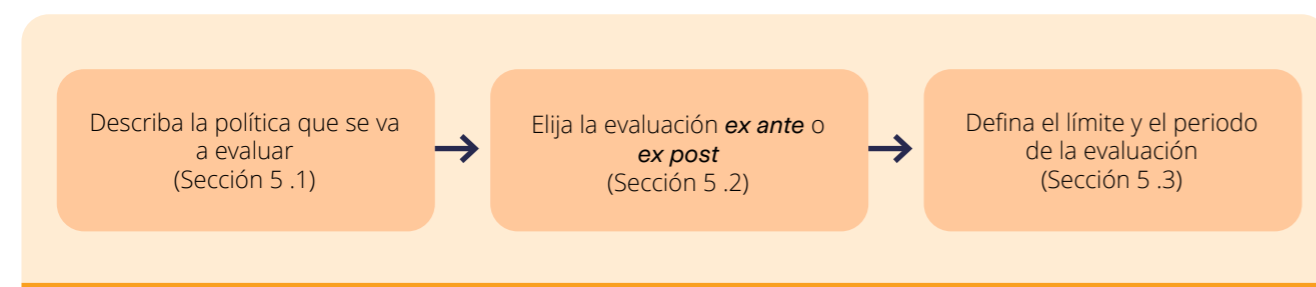 Describa la política que se va
a evaluar
(Sección 5 .1)
Elija la evaluación ex ante o
ex post
(Sección 5 .2)
Defina el límite y el periodo
de la evaluación
(Sección 5 .3)